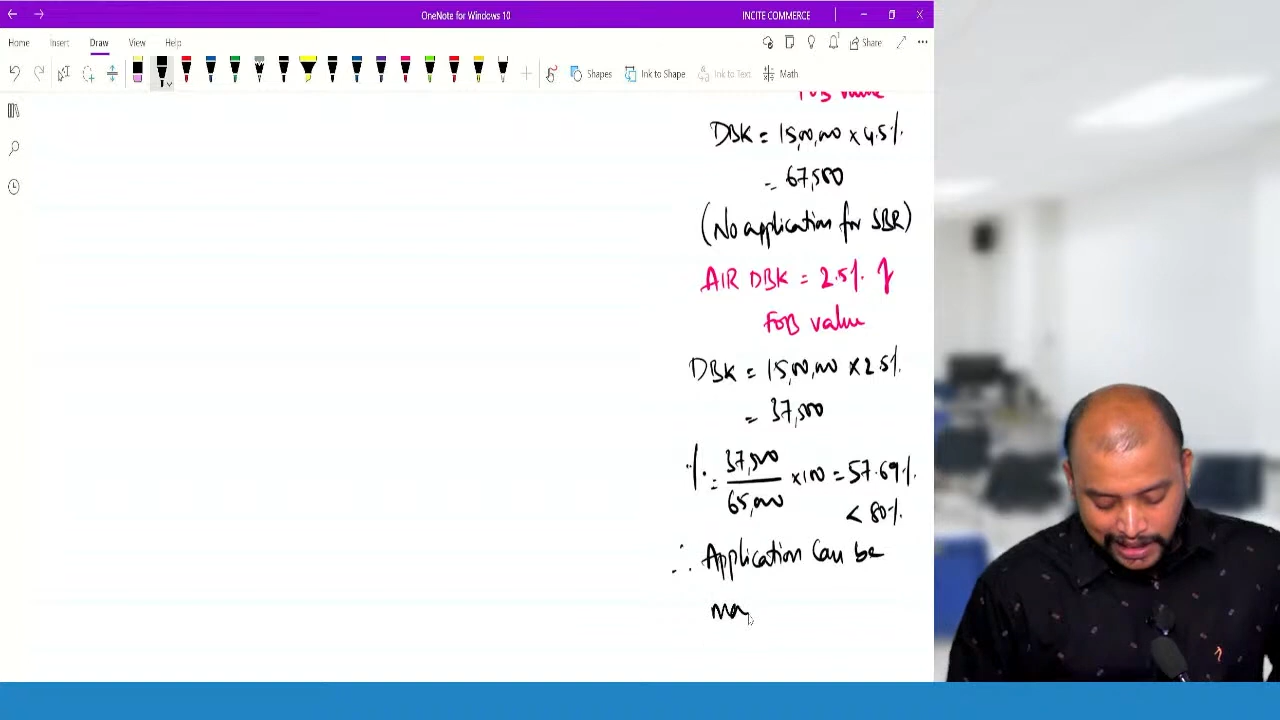 OneNote for Windows 10
INCITE COMMERCE
Home Insert Draw View Help
Share
Shapes Ink to Shape Ink to Text Math
FOB value
DBK = 15,00,000 × 4.5%
= 67,500
(No application for SBR)
AIR DBK = 2.5% of
FOB value
DBK = 15,00,000 × 2.5%
= 37,500
% = 37,500 / 65,000 × 100 = 57.69%
< 80%
∴ Application can be
ma